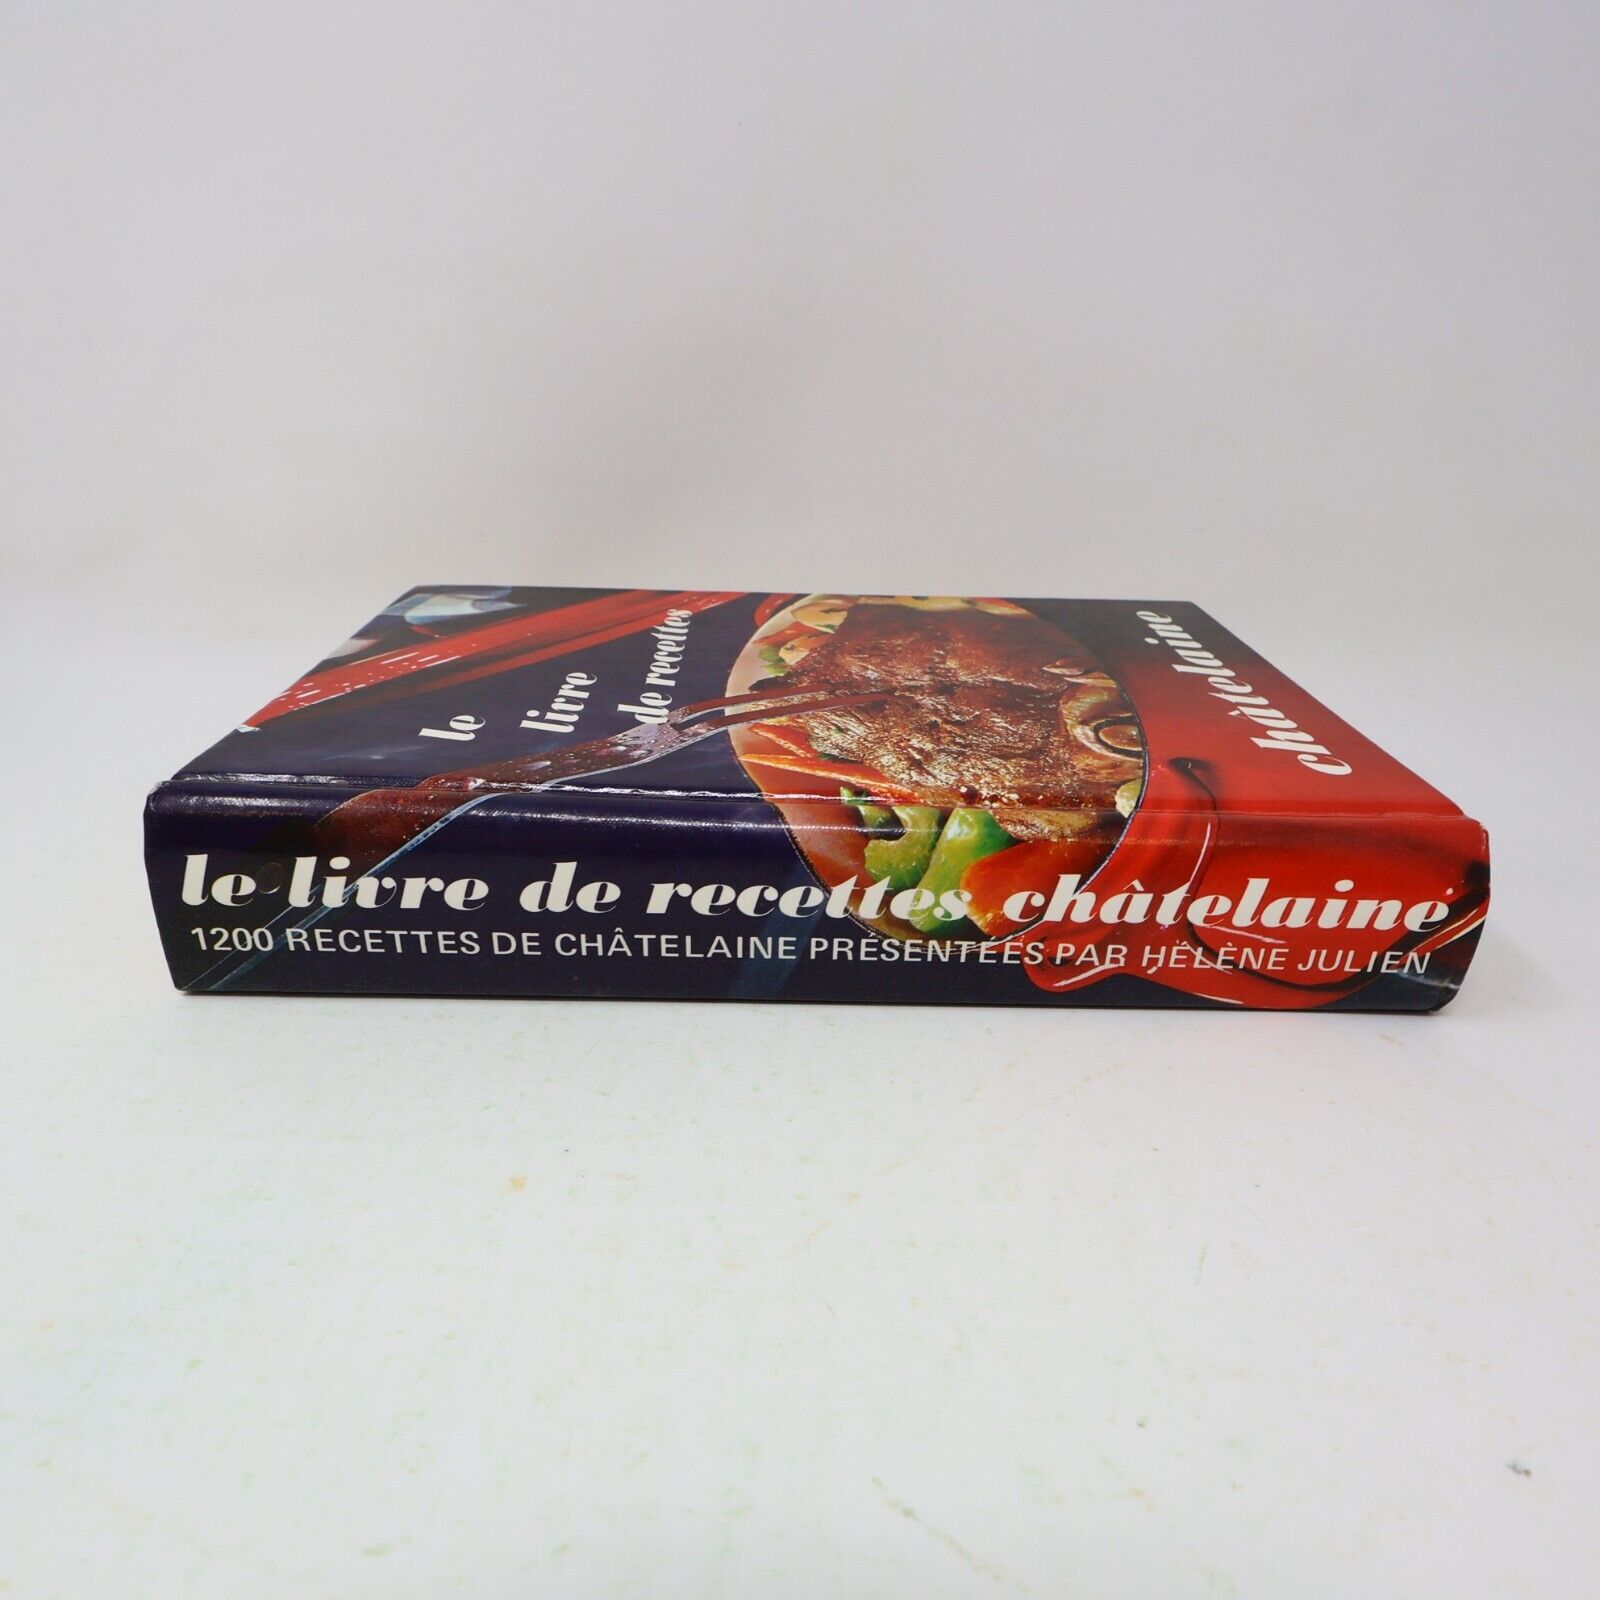 le
livre
de recettes
châtelaine
le livre de recettes châtelaine
1200 RECETTES DE CHÂTELAINE PRÉSENTÉES PAR HÉLÈNE JULIEN